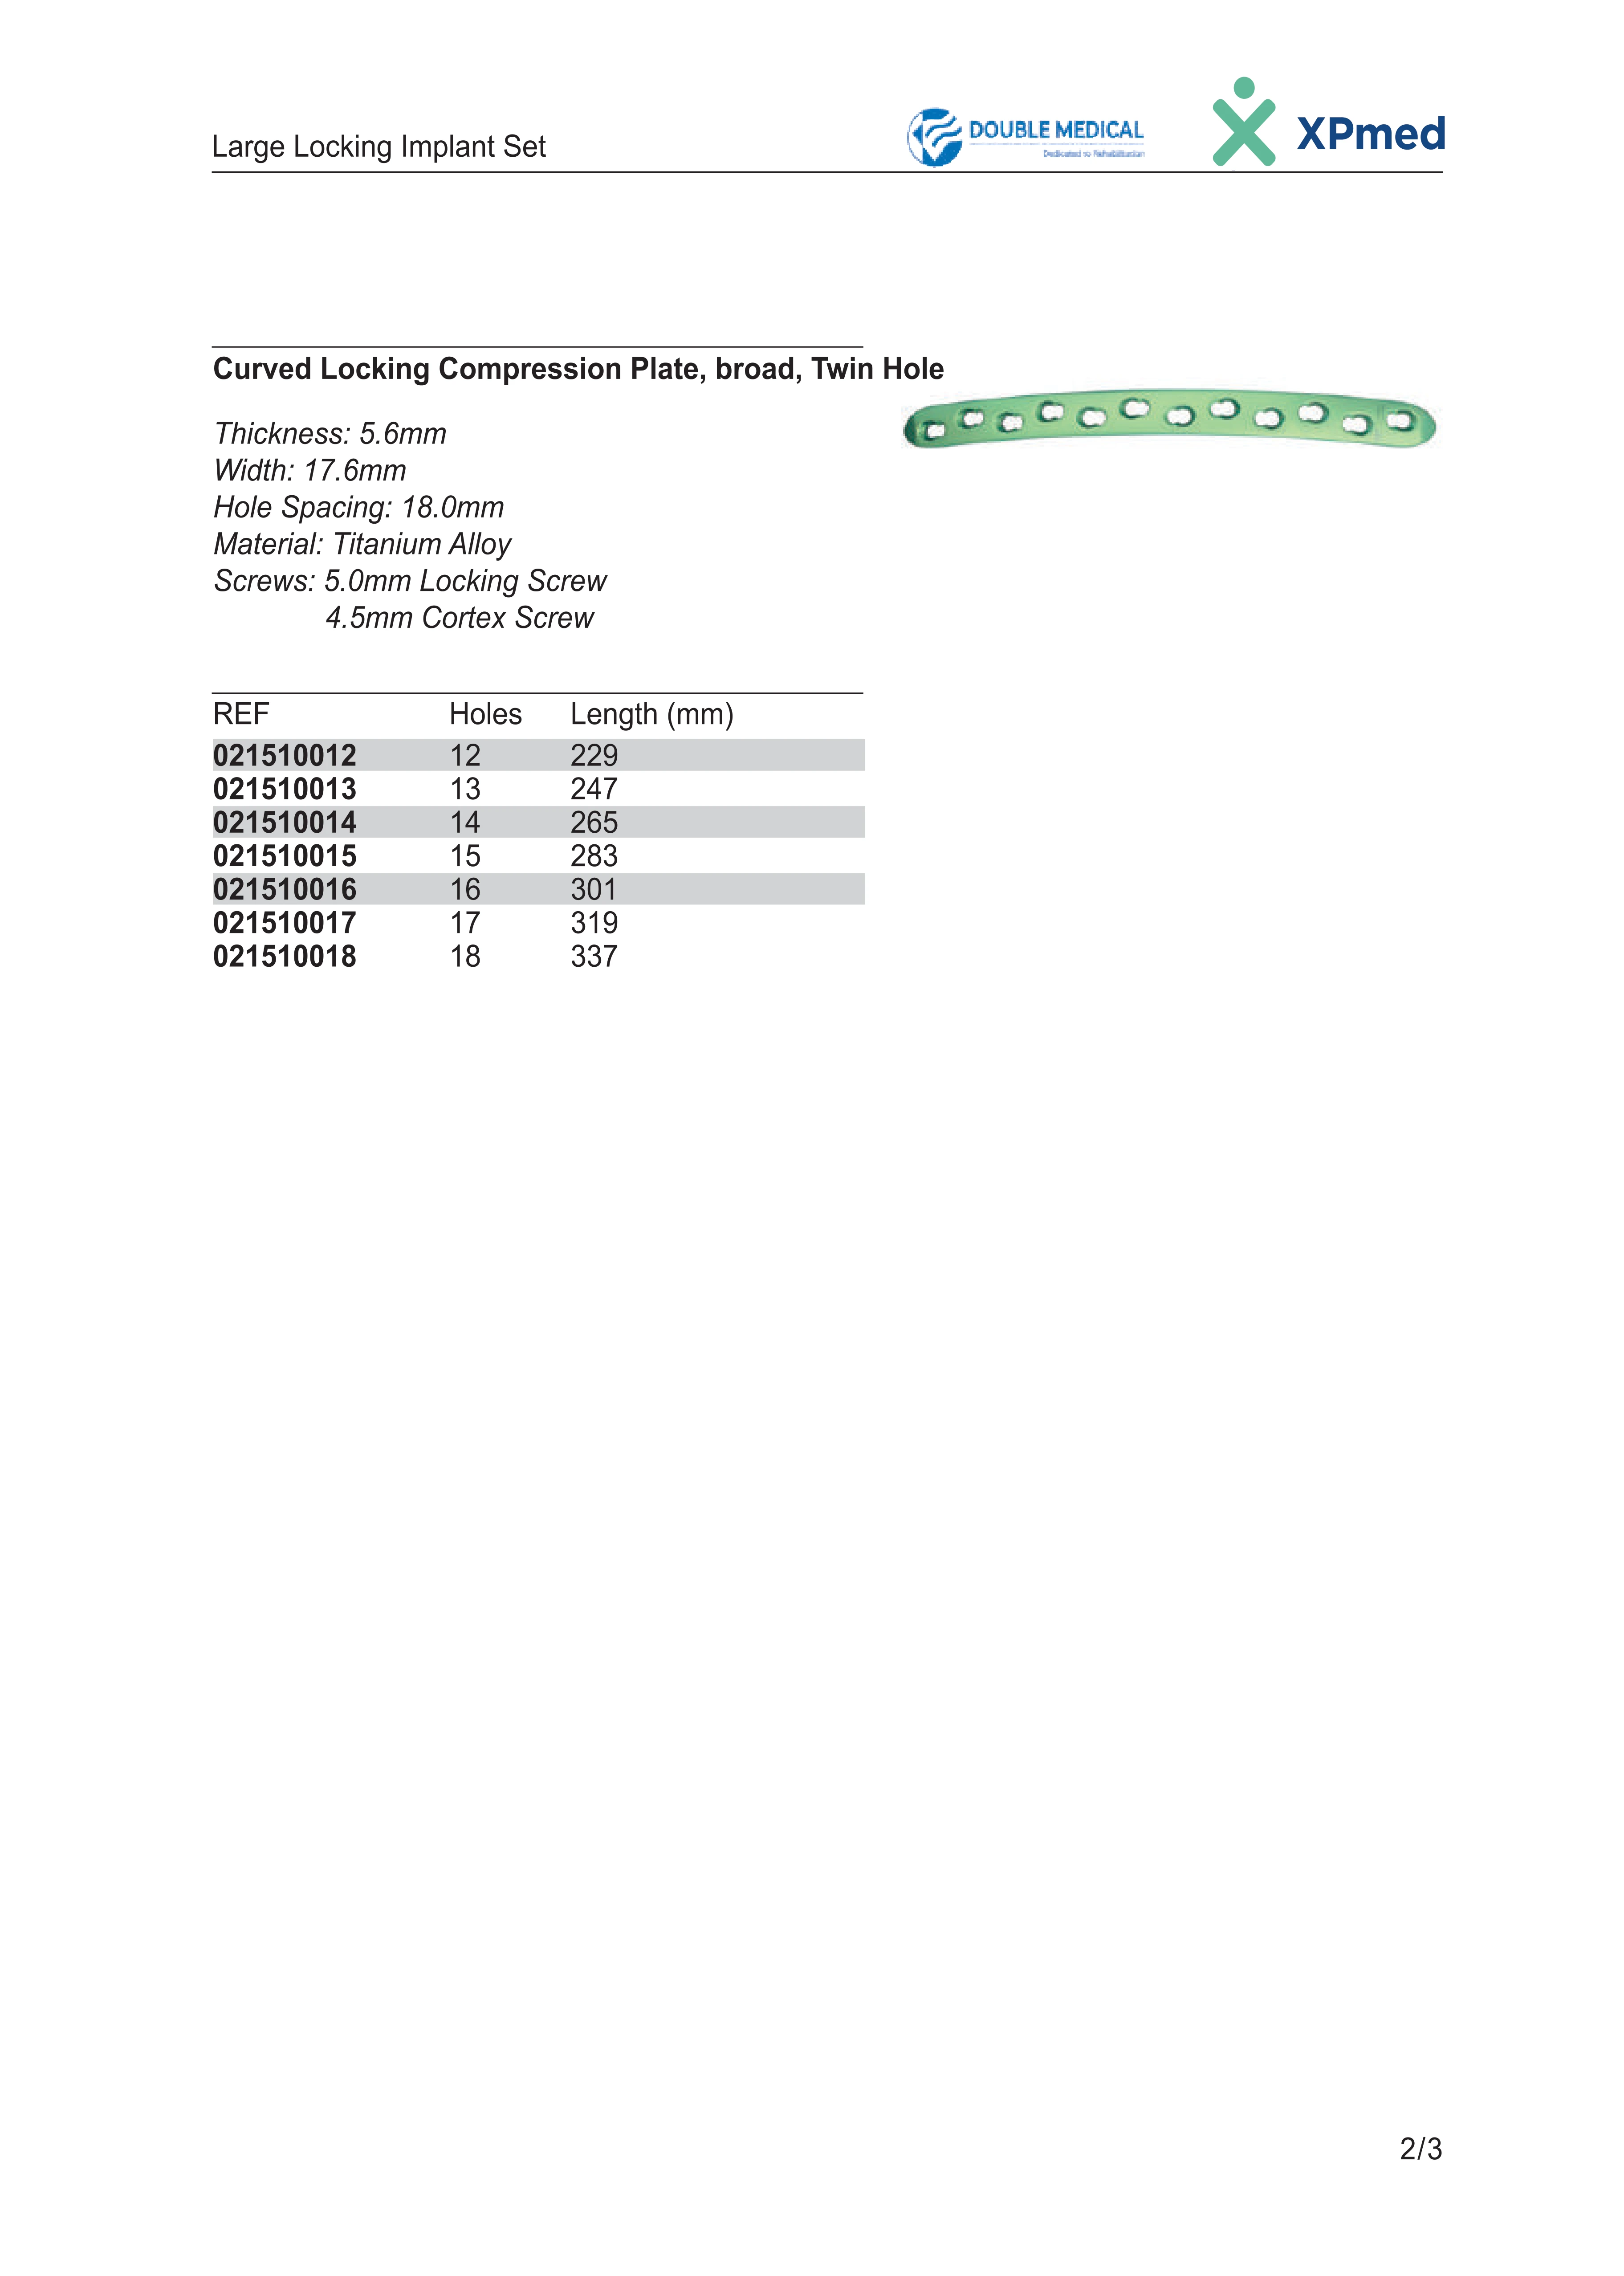 Large Locking Implant Set
DOUBLE MEDICAL
Dedicated to Rehabilitation
XPmed
Curved Locking Compression Plate, broad, Twin Hole
Thickness: 5.6mm
Width: 17.6mm
Hole Spacing: 18.0mm
Material: Titanium Alloy
Screws: 5.0mm Locking Screw
4.5mm Cortex Screw
REF Holes Length (mm)
021510012 12 229
021510013 13 247
021510014 14 265
021510015 15 283
021510016 16 301
021510017 17 319
021510018 18 337
2/3